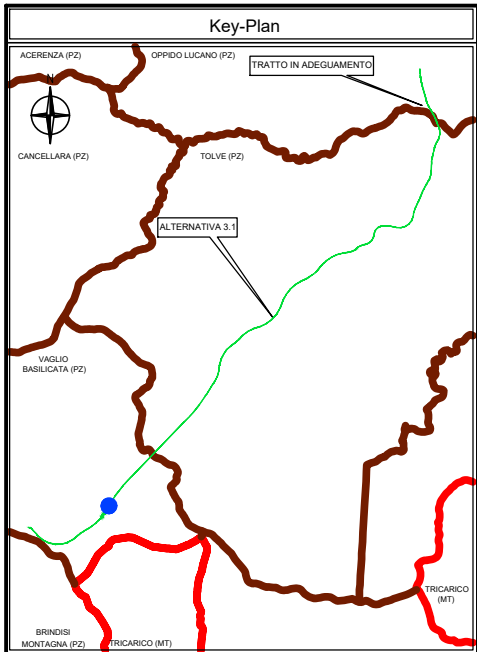 Key-Plan
ACERENZA (PZ)
OPPIDO LUCANO (PZ)
TRATTO IN ADEGUAMENTO
N
CANCELLARA (PZ)
TOLVE (PZ)
ALTERNATIVA 3.1
VAGLIO
BASILICATA (PZ)
TRICARICO
(MT)
BRINDISI
MONTAGNA (PZ)
TRICARICO (MT)